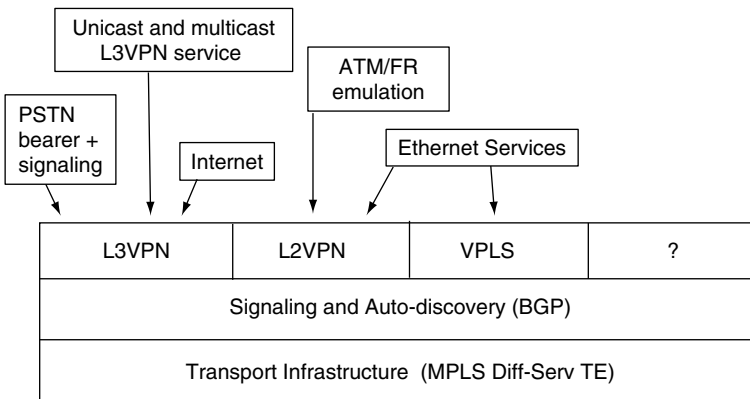 Unicast and multicast
L3VPN service
ATM/FR
emulation
PSTN
bearer +
signaling
Internet
Ethernet Services
L3VPN
L2VPN
VPLS
?
Signaling and Auto-discovery (BGP)
Transport Infrastructure (MPLS Diff-Serv TE)